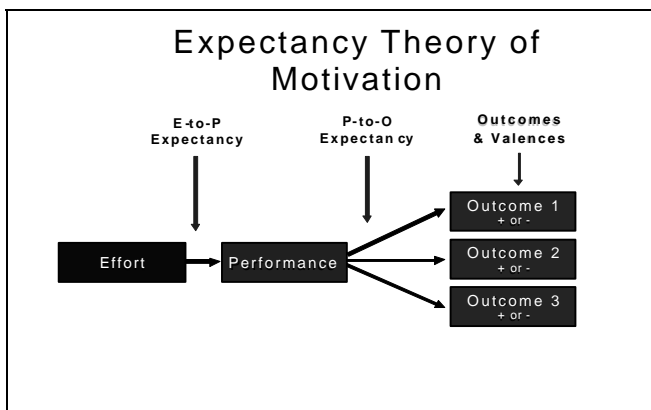 Expectancy Theory of
Motivation
E-to-P
Expectancy
P-to-O
Expectancy
Outcomes
& Valences
Effort
Performance
Outcome 1
+ or -
Outcome 2
+ or -
Outcome 3
+ or -